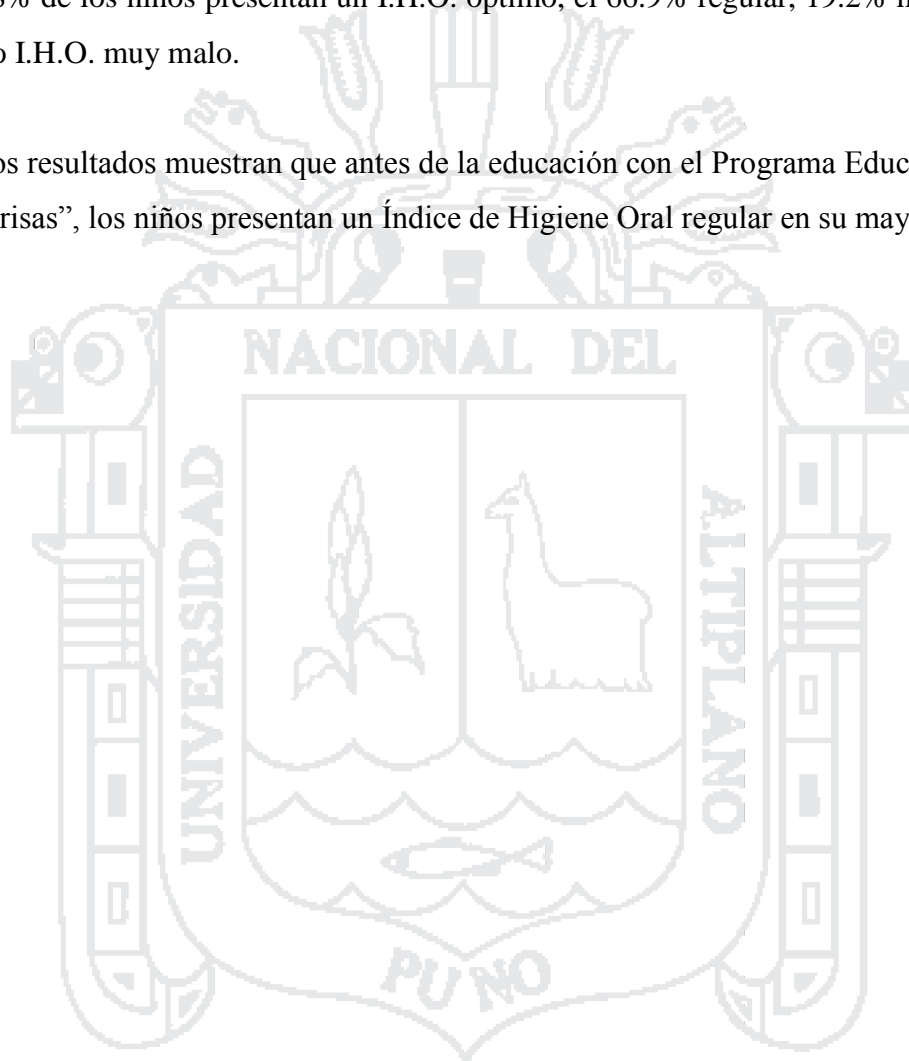 % de los niños presentan un I.H.O. óptimo, el 66.9% regular, 19.2%
o I.H.O. muy malo.
os resultados muestran que antes de la educación con el Programa Educ
risas”, los niños presentan un Índice de Higiene Oral regular en su may
NACIONAL DEL
UNIVERSIDAD
ALTIPLANO
PUNO